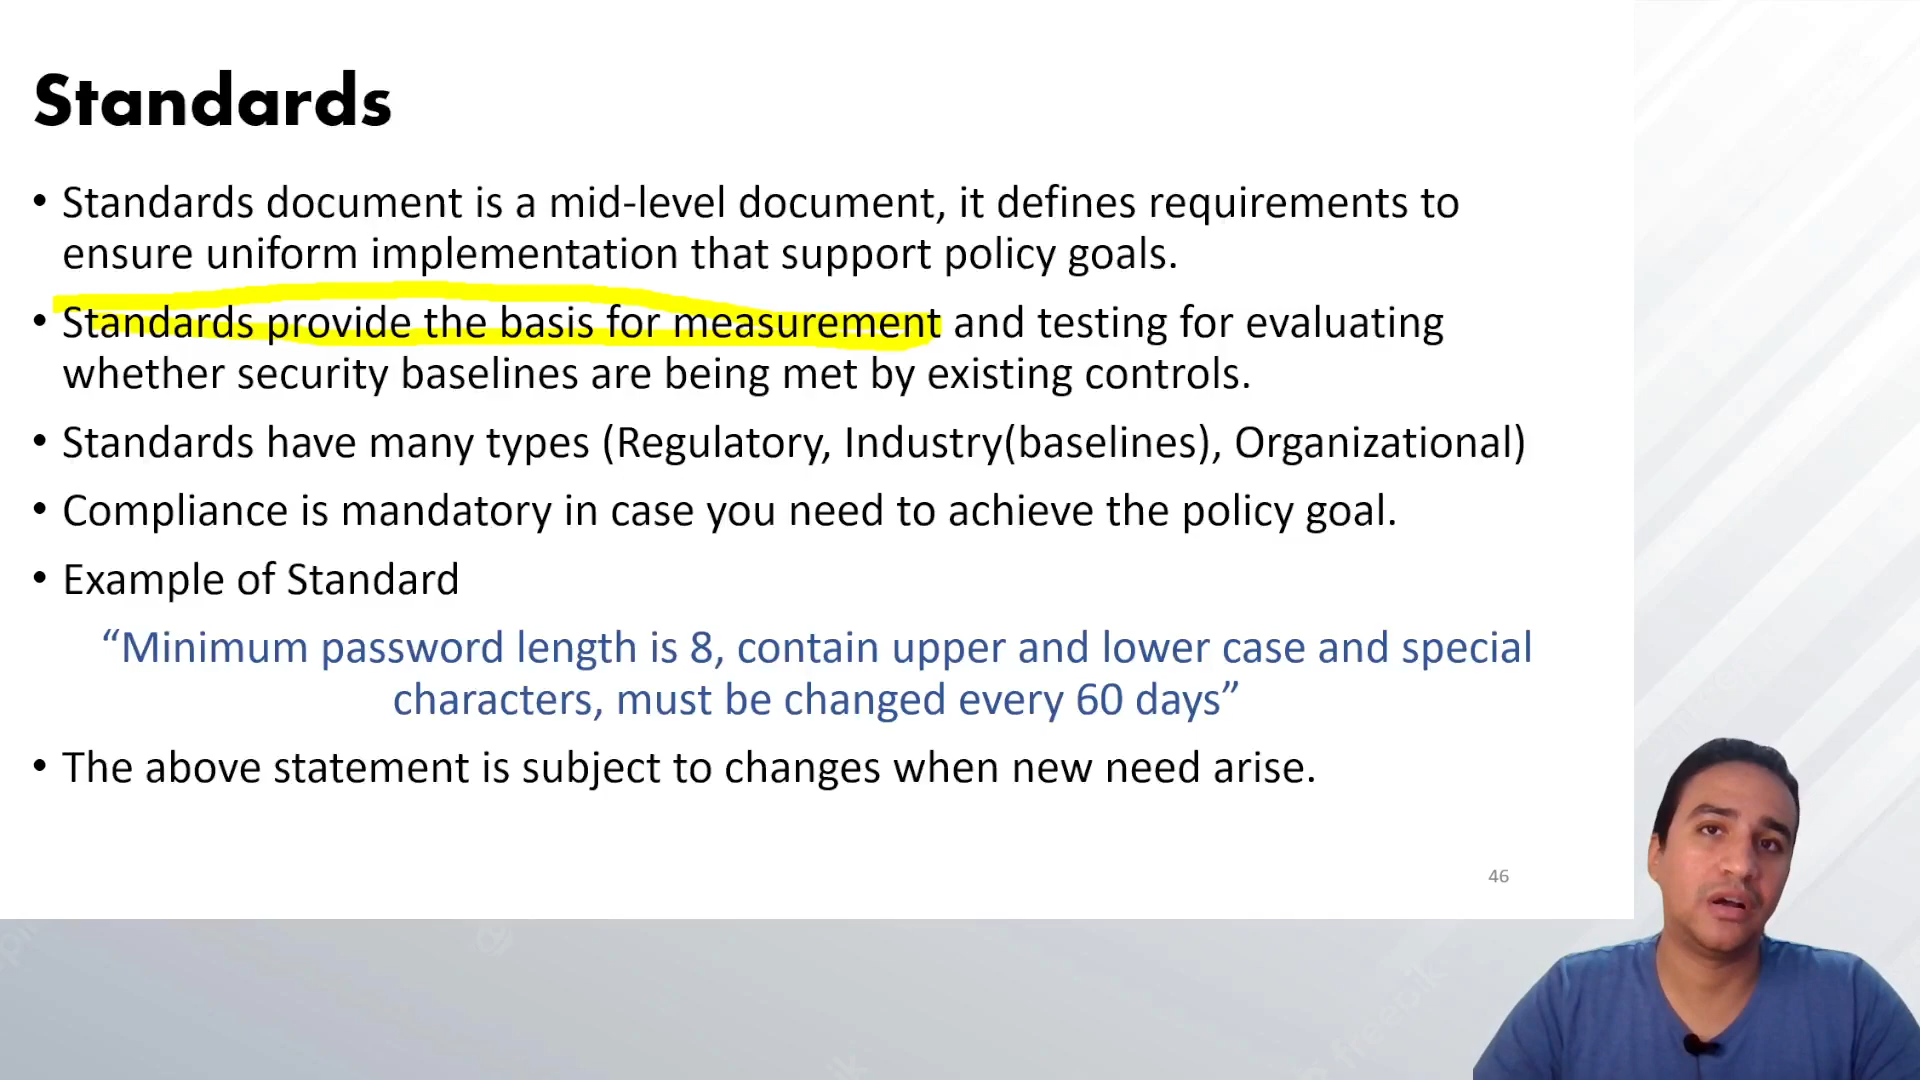 Standards
• Standards document is a mid-level document, it defines requirements to
ensure uniform implementation that support policy goals.
• Standards provide the basis for measurement and testing for evaluating
whether security baselines are being met by existing controls.
• Standards have many types (Regulatory, Industry(baselines), Organizational)
• Compliance is mandatory in case you need to achieve the policy goal.
• Example of Standard
“Minimum password length is 8, contain upper and lower case and special
characters, must be changed every 60 days”
• The above statement is subject to changes when new need arise.
46
freepik